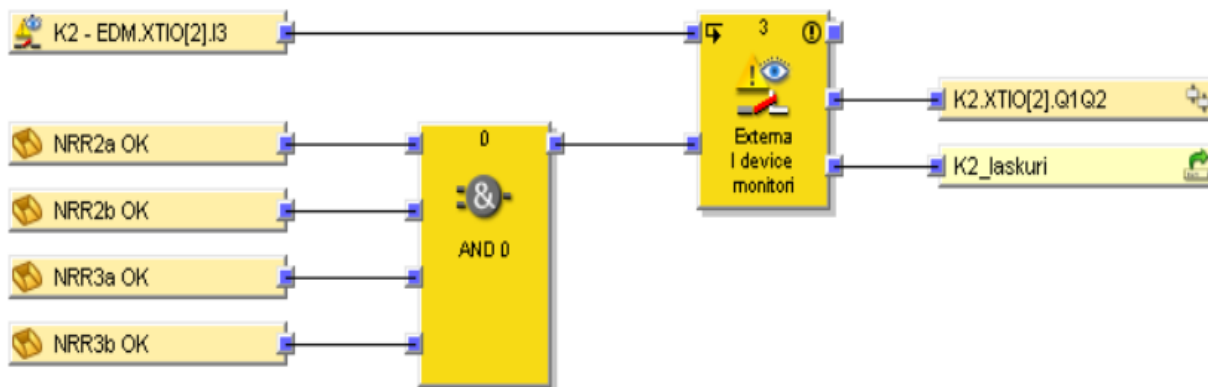 K2 - EDM.XTIO[2].I3
3
Externa
l device
monitori
K2.XTIO[2].Q1Q2
K2_laskuri
NRR2a OK
NRR2b OK
NRR3a OK
NRR3b OK
0
&
AND 0